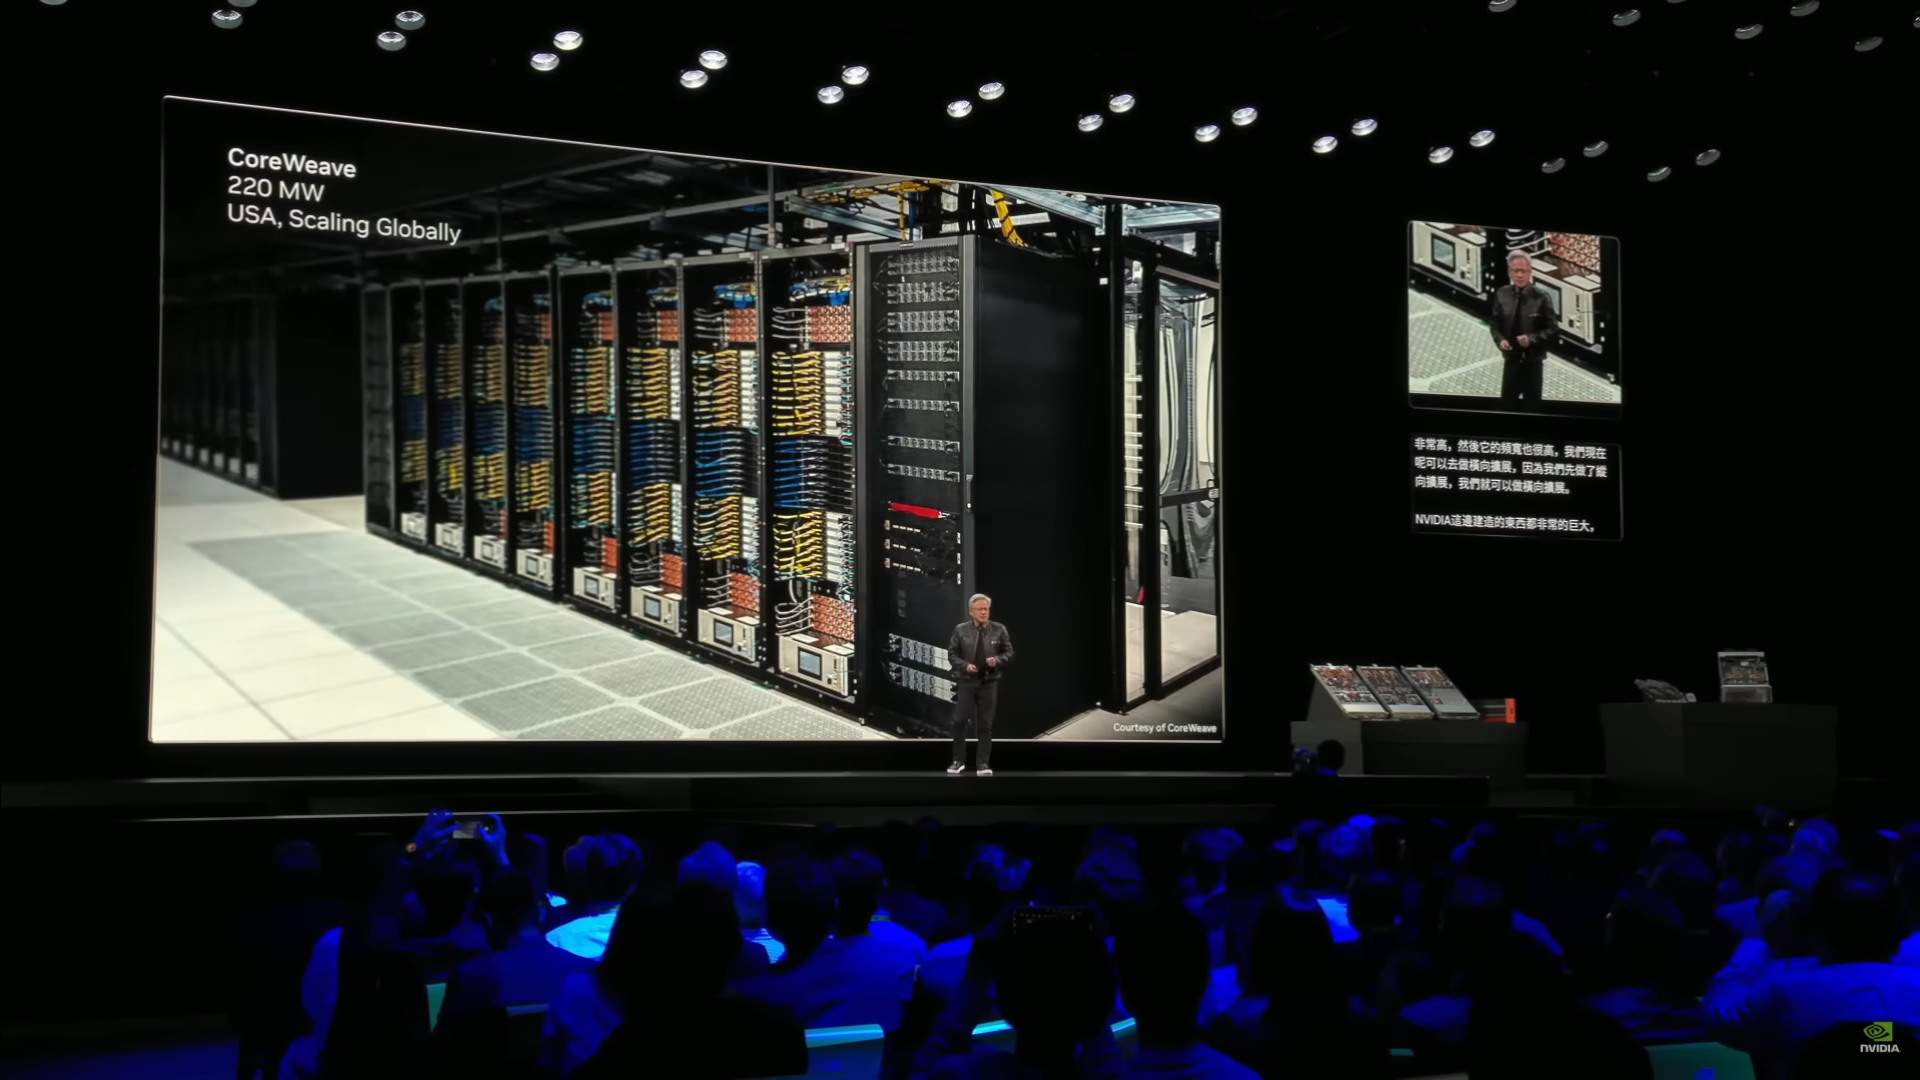 CoreWeave
220 MW
USA, Scaling Globally
Courtesy of CoreWeave
非常高，然後它的頻寬也很高，我們現在
呢可以去做橫向擴展，因為我們先做了縱
向擴展，我們就可以做橫向擴展。
NVIDIA這邊建造的東西都非常的巨大。
NVIDIA